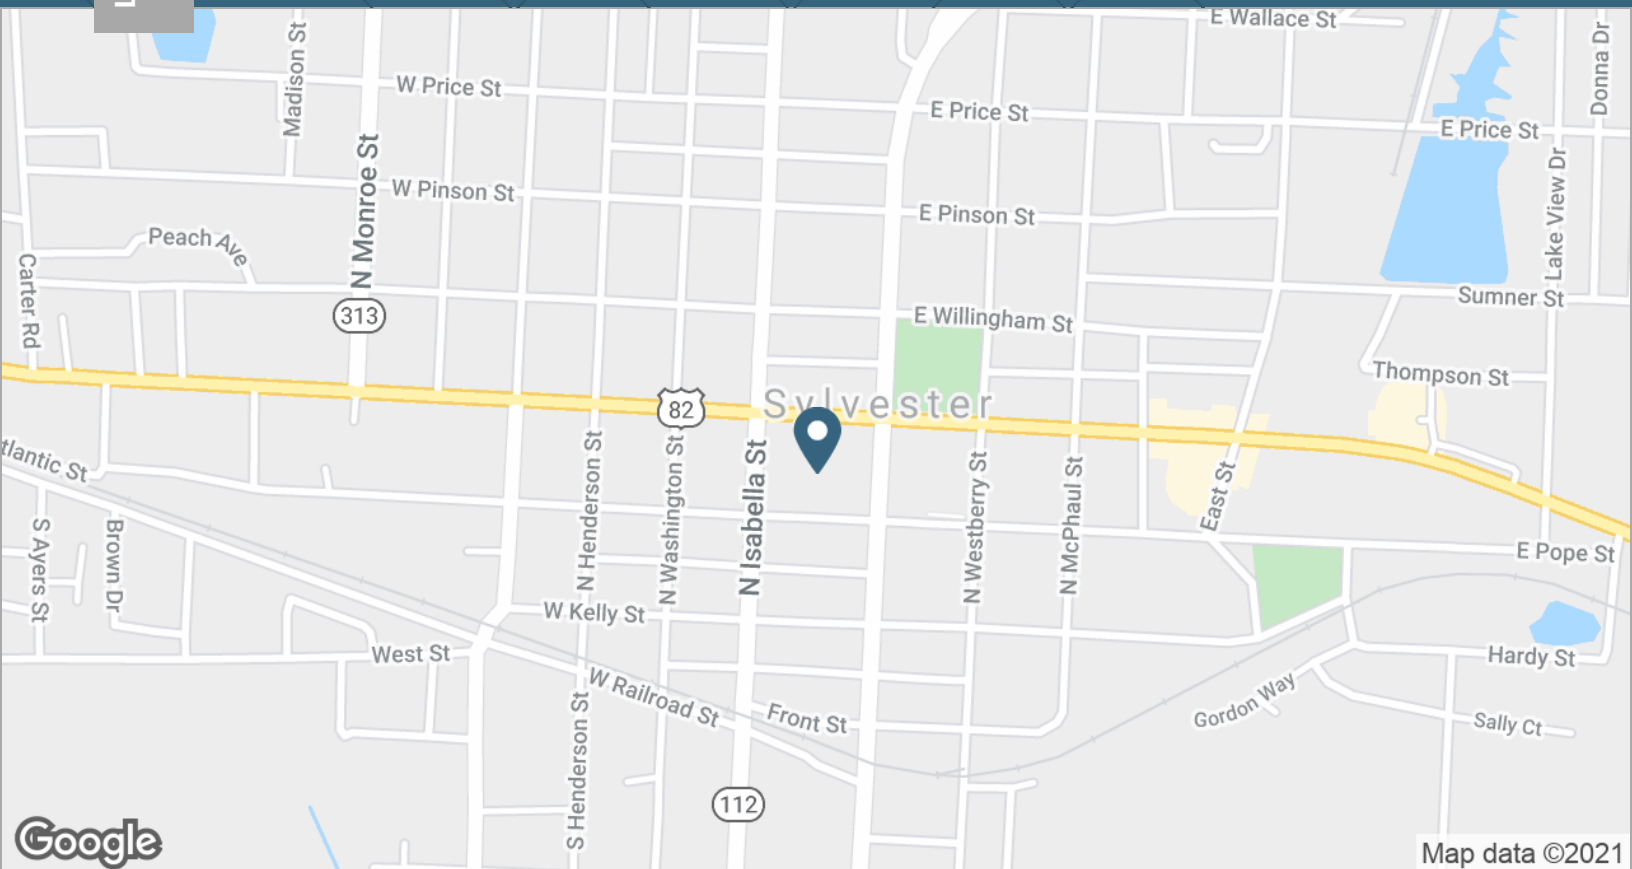 E Wallace St
Madison St
Donna Dr
W Price St
E Price St
E Price St
N Monroe St
Lake View Dr
W Pinson St
E Pinson St
Peach Ave
Carter Rd
Sumner St
313
E Willingham St
Thompson St
82
Sylvester
tlantic St
N Henderson St
N Washington St
N Isabella St
N Westberry St
N McPhaul St
East St
S Ayers St
Brown Dr
E Pope St
W Kelly St
West St
Hardy St
W Railroad St
Front St
Gordon Way
Sally Ct
S Henderson St
112
Google
Map data ©2021